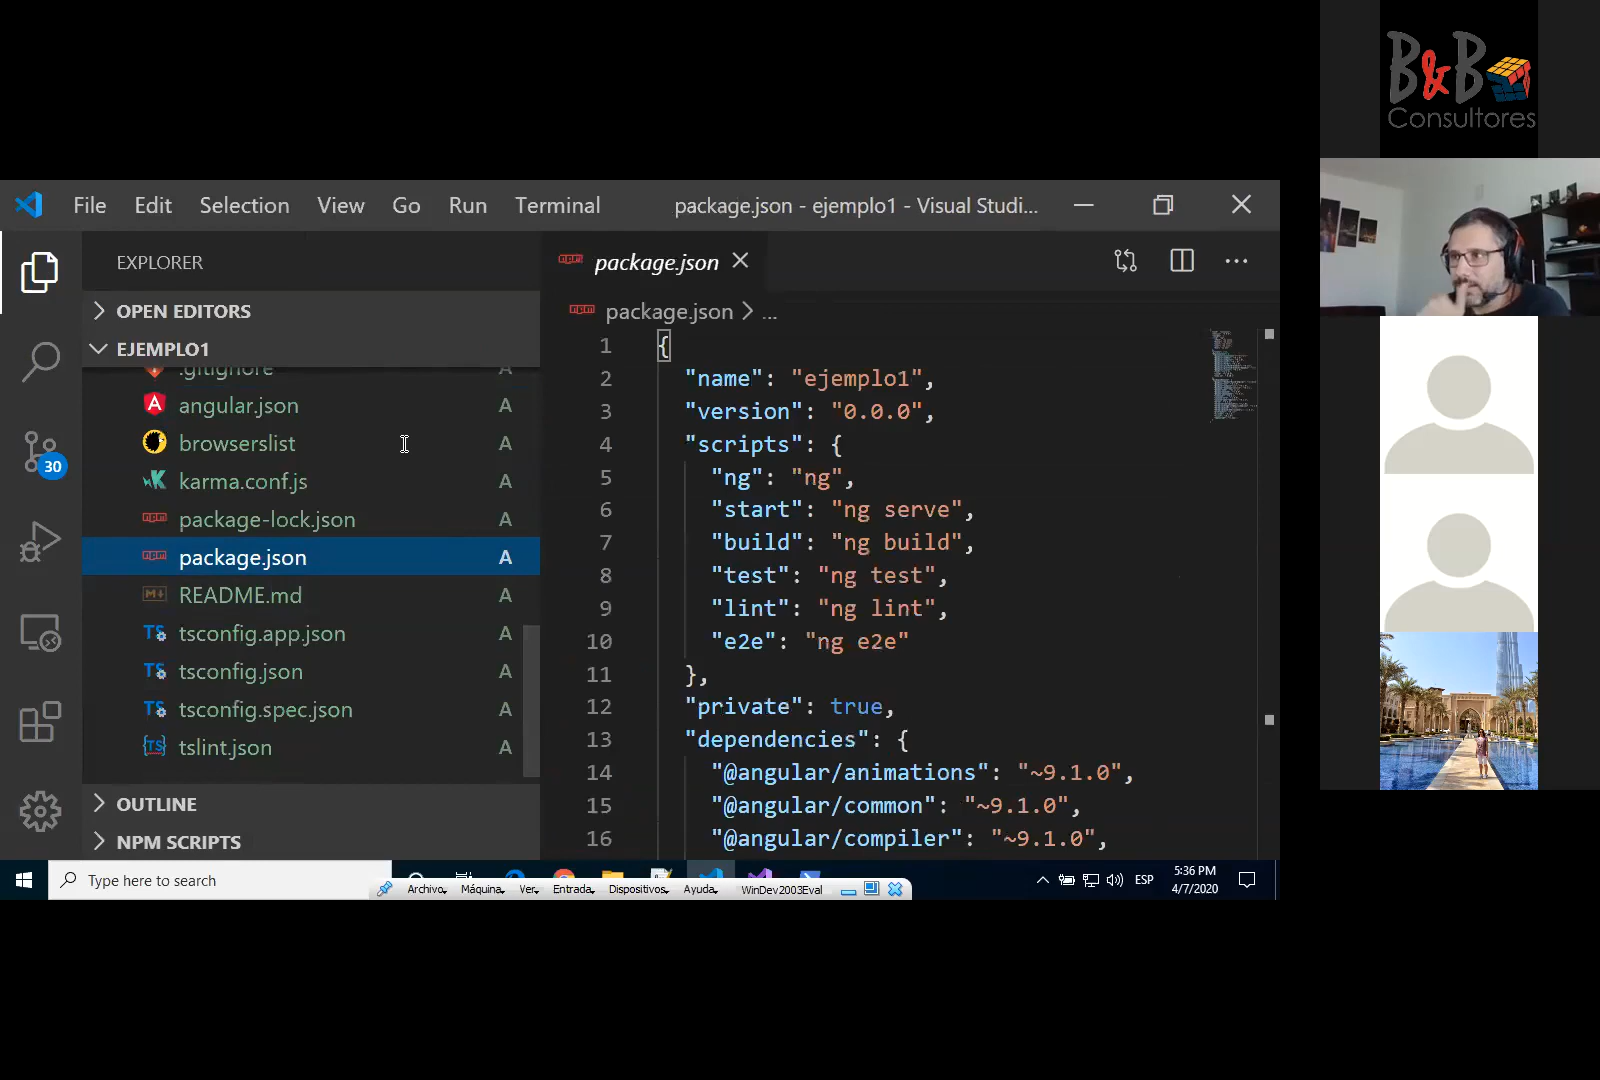 B&B
Consultores
File Edit Selection View Go Run Terminal package.json - ejemplo1 - Visual Studi...
EXPLORER
OPEN EDITORS
EJEMPLO1
.gitignore A
angular.json A
browserslist A
karma.conf.js A
package-lock.json A
package.json A
README.md A
tsconfig.app.json A
tsconfig.json A
tsconfig.spec.json A
tslint.json A
OUTLINE
NPM SCRIPTS
30
package.json
package.json > ...
1 {
2 "name": "ejemplo1",
3 "version": "0.0.0",
4 "scripts": {
5 "ng": "ng",
6 "start": "ng serve",
7 "build": "ng build",
8 "test": "ng test",
9 "lint": "ng lint",
10 "e2e": "ng e2e"
11 },
12 "private": true,
13 "dependencies": {
14 "@angular/animations": "~9.1.0",
15 "@angular/common": "~9.1.0",
16 "@angular/compiler": "~9.1.0",
Type here to search
Archivo Máquina Ver Entrada Dispositivos Ayuda WinDev2003Eval
ESP
5:36 PM
4/7/2020